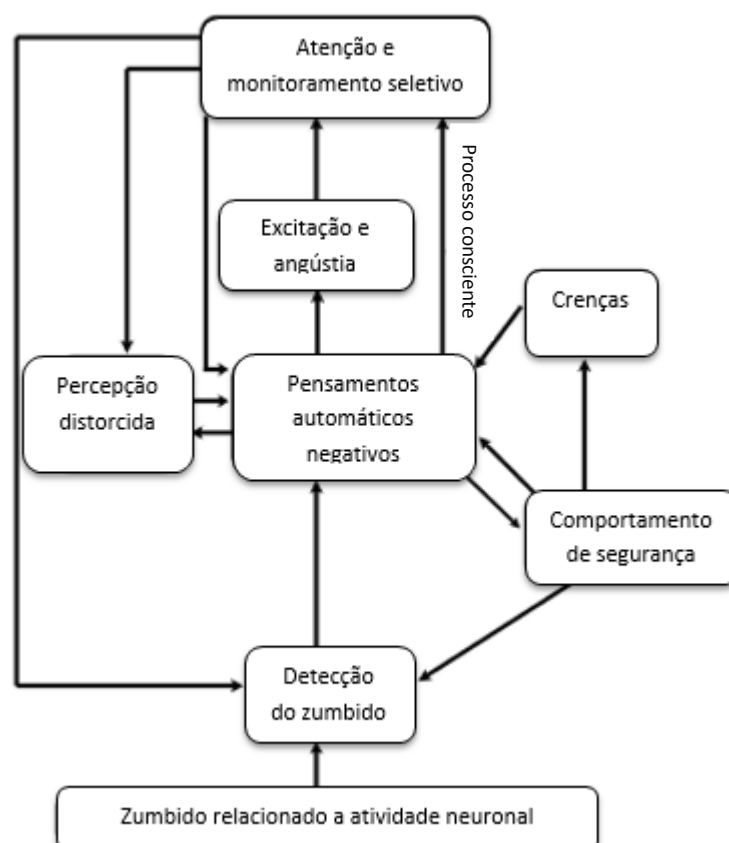 Atenção e
monitoramento seletivo
Processo consciente
Excitação e
angústia
Crenças
Percepção
distorcida
Pensamentos
automáticos
negativos
Comportamento
de segurança
Detecção
do zumbido
Zumbido relacionado a atividade neuronal